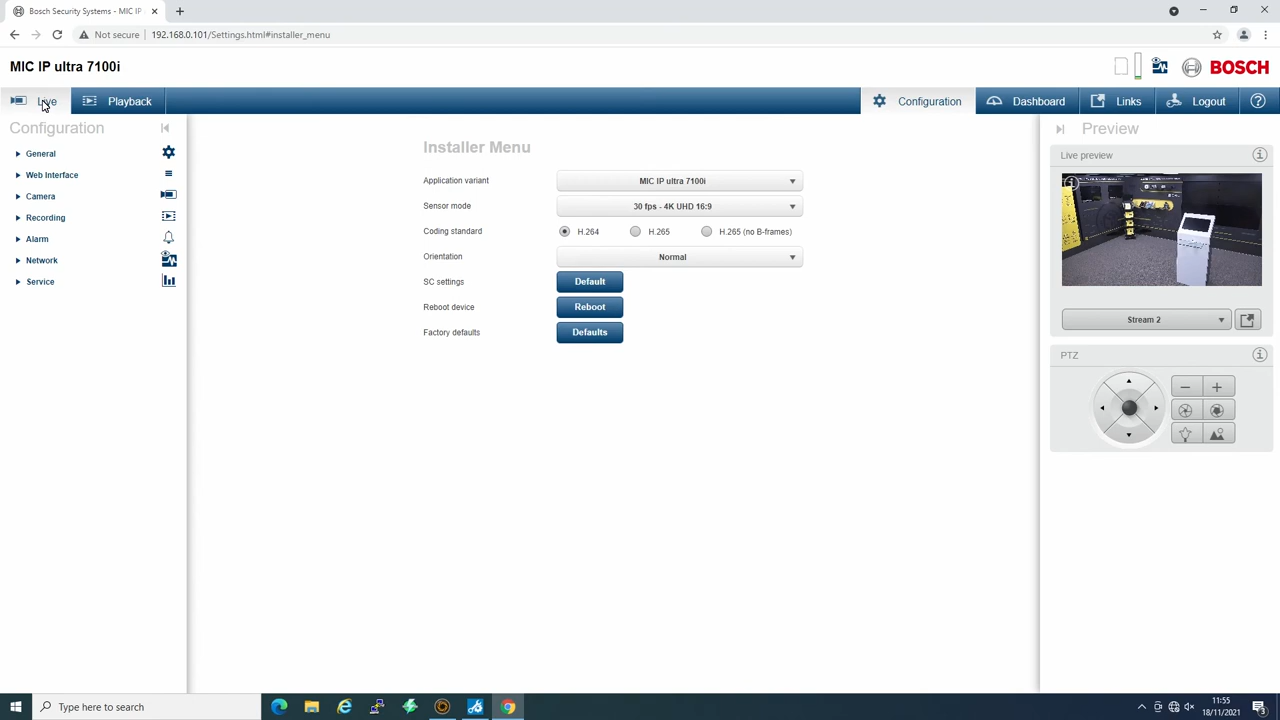 Bosch Security Systems - MIC IP
Not secure 192.168.0.101/Settings.html#installer_menu
MIC IP ultra 7100i
BOSCH
Live Playback Configuration Dashboard Links Logout
Configuration
General
Web Interface
Camera
Recording
Alarm
Network
Service
Installer Menu
Application variant MIC IP ultra 7100i
Sensor mode 30 fps - 4K UHD 16:9
Coding standard H.264 H.265 H.265 (no B-frames)
Orientation Normal
SC settings Default
Reboot device Reboot
Factory defaults Defaults
Preview
Live preview
Stream 2
PTZ
Type here to search
11:55
18/11/2021
3